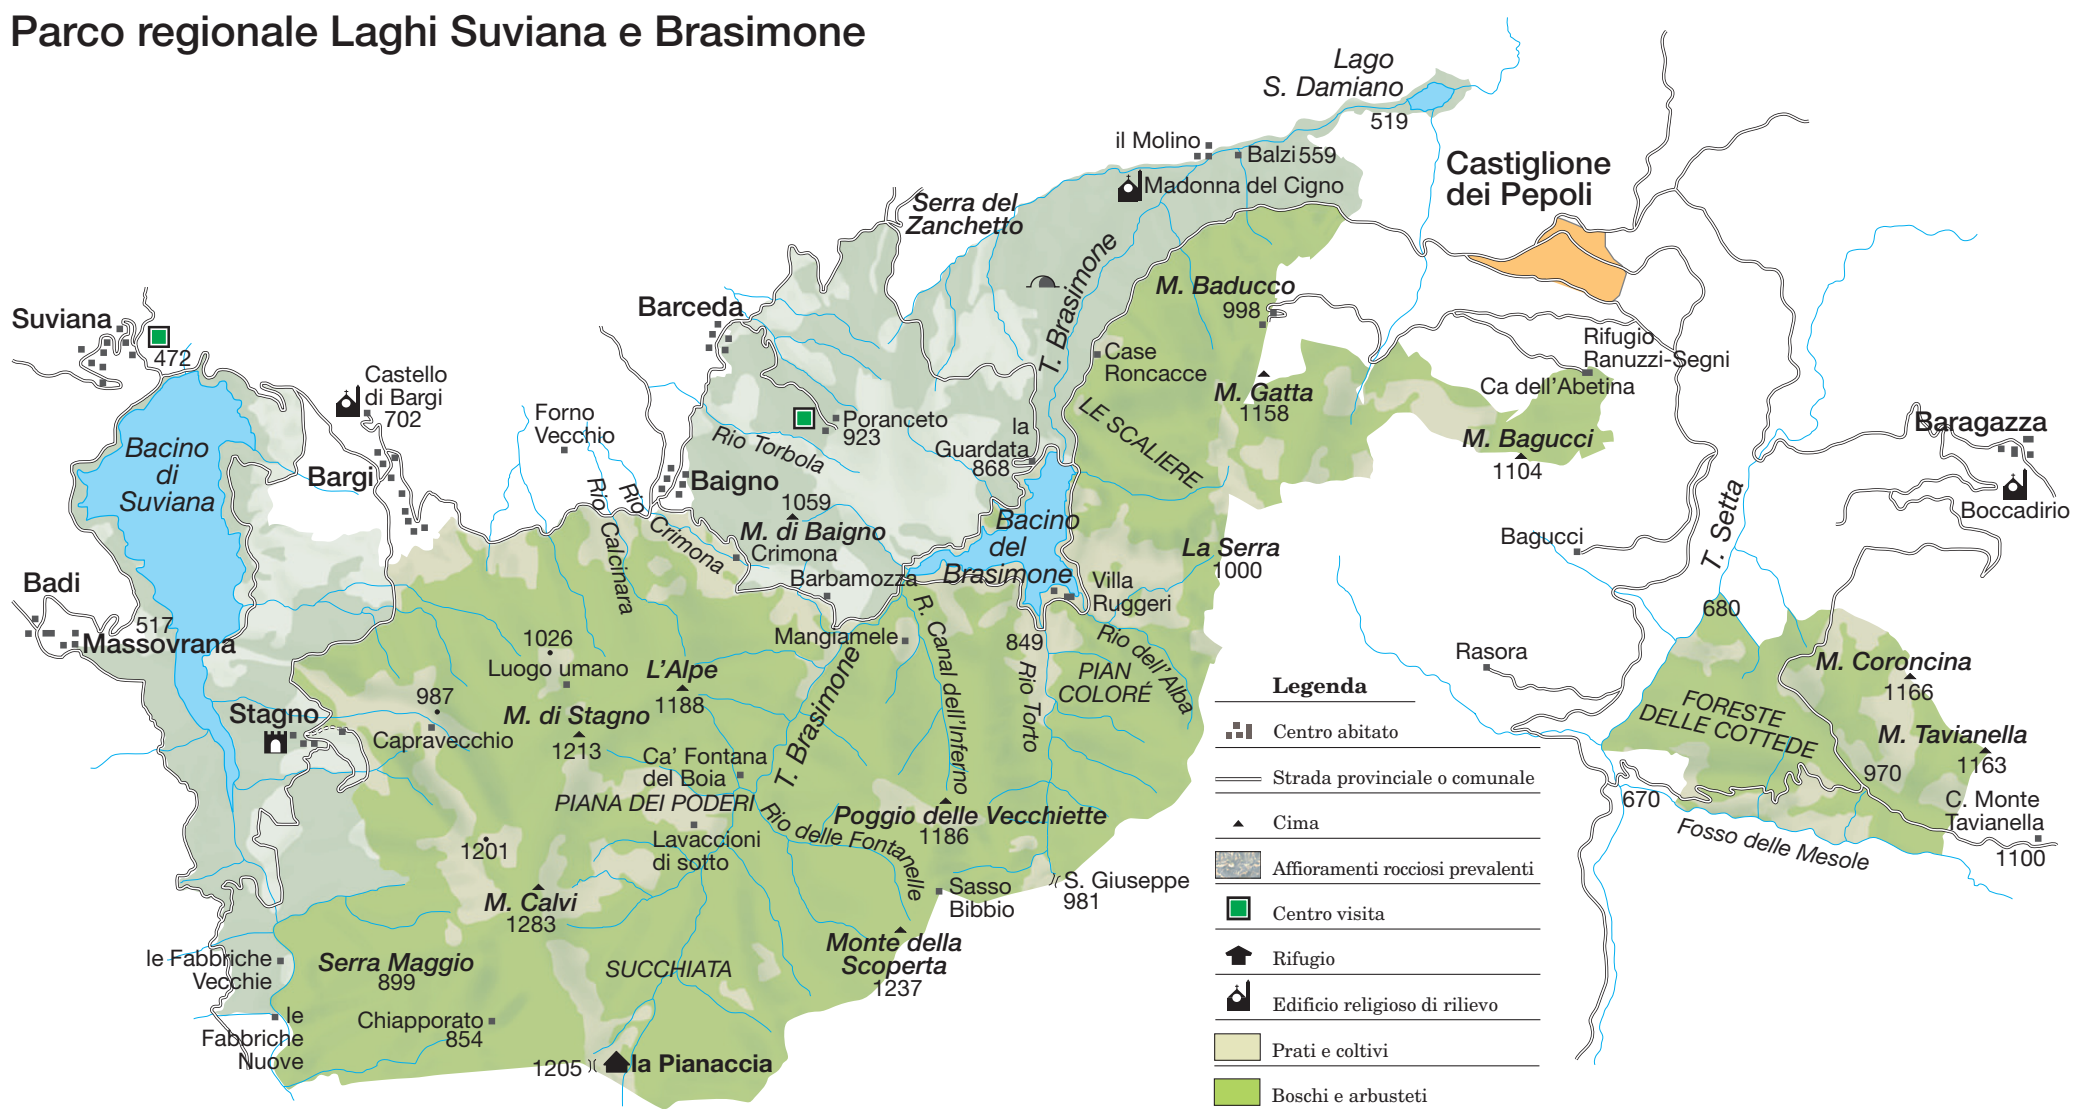 Parco regionale Laghi Suviana e Brasimone
Lago
S. Damiano
519
il Molino
Balzi 559
Madonna del Cigno
Castiglione
dei Pepoli
Serra del
Zanchetto
T. Brasimone
M. Baducco
998
Barceda
Suviana
472
Castello
di Bargi
702
Case
Roncacce
Rifugio
Ranuzzi-Segni
Ca dell'Abetina
M. Gatta
1158
M. Bagucci
1104
Baragazza
Boccadirio
Forno
Vecchio
Poranceto
923
Rio Torbola
la
Guardata
868
LE SCALIERE
Bacino
di
Suviana
Bargi
Baigno
1059
M. di Baigno
Rio Calcinara
Rio Crimona
Crimona
Barbamozza
Bacino
del
Brasimone
La Serra
1000
Bagucci
T. Setta
680
Badi
517
Massovrana
Villa
Ruggeri
Mangiamele
R. Canal dell'Inferno
849
Rio Torto
Rio dell'Alba
PIAN
COLORÉ
Rasora
1026
Luogo umano
L'Alpe
1188
987
Capravecchio
M. di Stagno
1213
Stagno
T. Brasimone
Ca' Fontana
del Boia
PIANA DEI PODERI
Lavaccioni
di sotto
Rio delle Fontanelle
Poggio delle Vecchiette
1186
M. Coroncina
1166
FORESTE
DELLE COTTEDE
M. Tavianella
1163
970
670
C. Monte
Tavianella
1100
Fosso delle Mesole
1201
M. Calvi
1283
Sasso
Bibbio
S. Giuseppe
981
Monte della
Scoperta
1237
le Fabbriche
Vecchie
Serra Maggio
899
SUCCHIATA
le
Fabbriche
Nuove
Chiapporato
854
1205
la Pianaccia
Legenda
Centro abitato
Strada provinciale o comunale
Cima
Affioramenti rocciosi prevalenti
Centro visita
Rifugio
Edificio religioso di rilievo
Prati e coltivi
Boschi e arbusteti